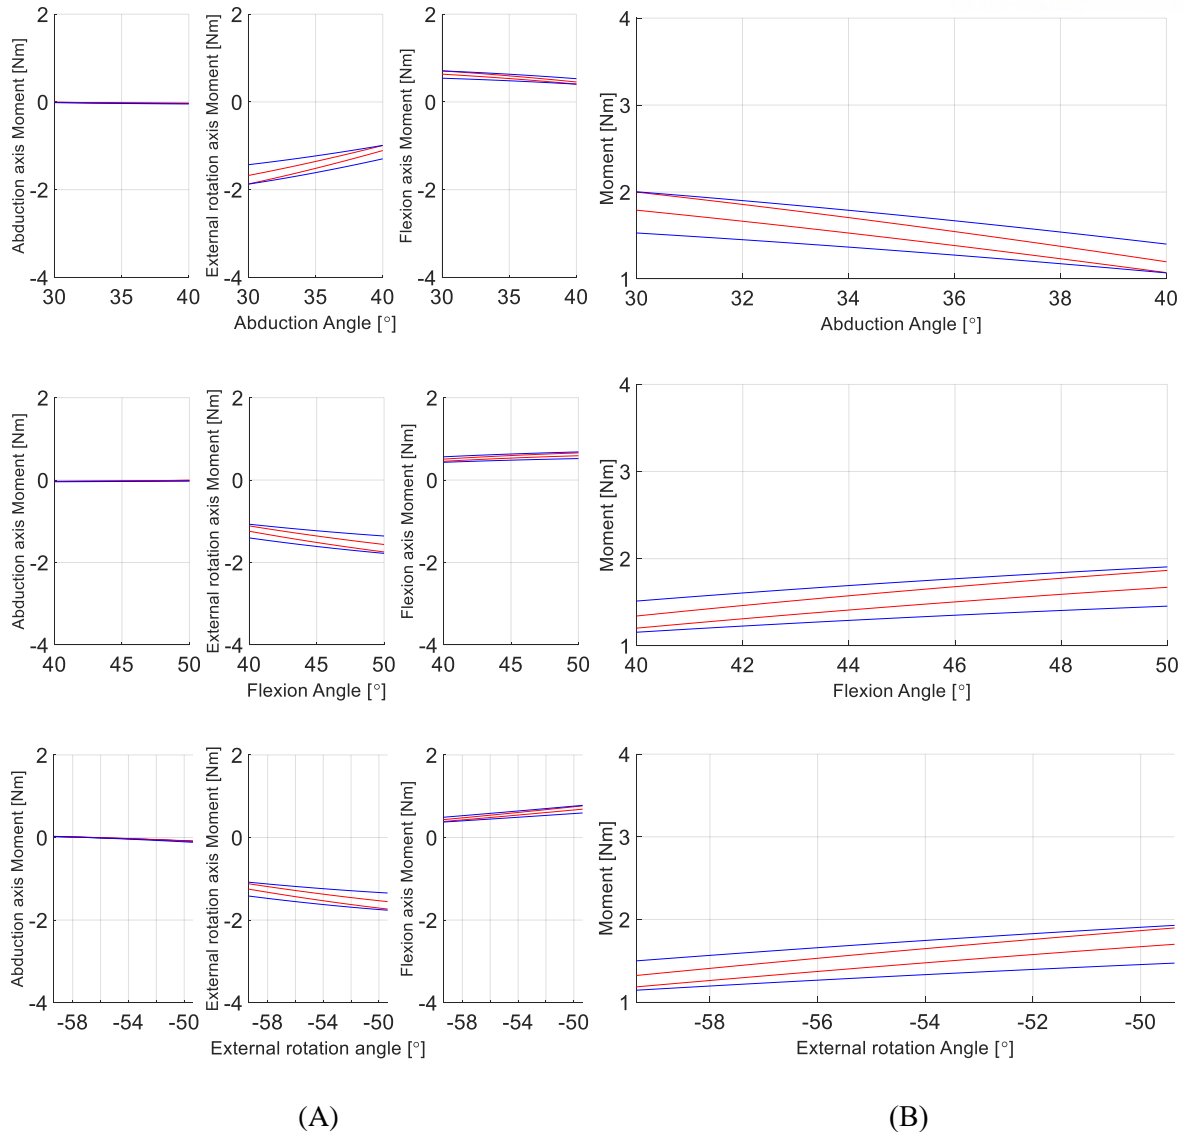 Abduction axis Moment [Nm]
2
0
-2
-4
30 35 40
External rotation axis Moment [Nm]
2
0
-2
-4
30 35 40
Abduction Angle [°]
Flexion axis Moment [Nm]
2
0
-2
-4
30 35 40
Moment [Nm]
4
3
2
1
30 32 34 36 38 40
Abduction Angle [°]
Abduction axis Moment [Nm]
2
0
-2
-4
40 45 50
External rotation axis Moment [Nm]
2
0
-2
-4
40 45 50
Flexion Angle [°]
Flexion axis Moment [Nm]
2
0
-2
-4
40 45 50
Moment [Nm]
4
3
2
1
40 42 44 46 48 50
Flexion Angle [°]
Abduction axis Moment [Nm]
2
0
-2
-4
-58 -54 -50
External rotation axis Moment [Nm]
2
0
-2
-4
-58 -54 -50
External rotation angle [°]
Flexion axis Moment [Nm]
2
0
-2
-4
-58 -54 -50
Moment [Nm]
4
3
2
1
-58 -56 -54 -52 -50
External rotation Angle [°]
(A) (B)